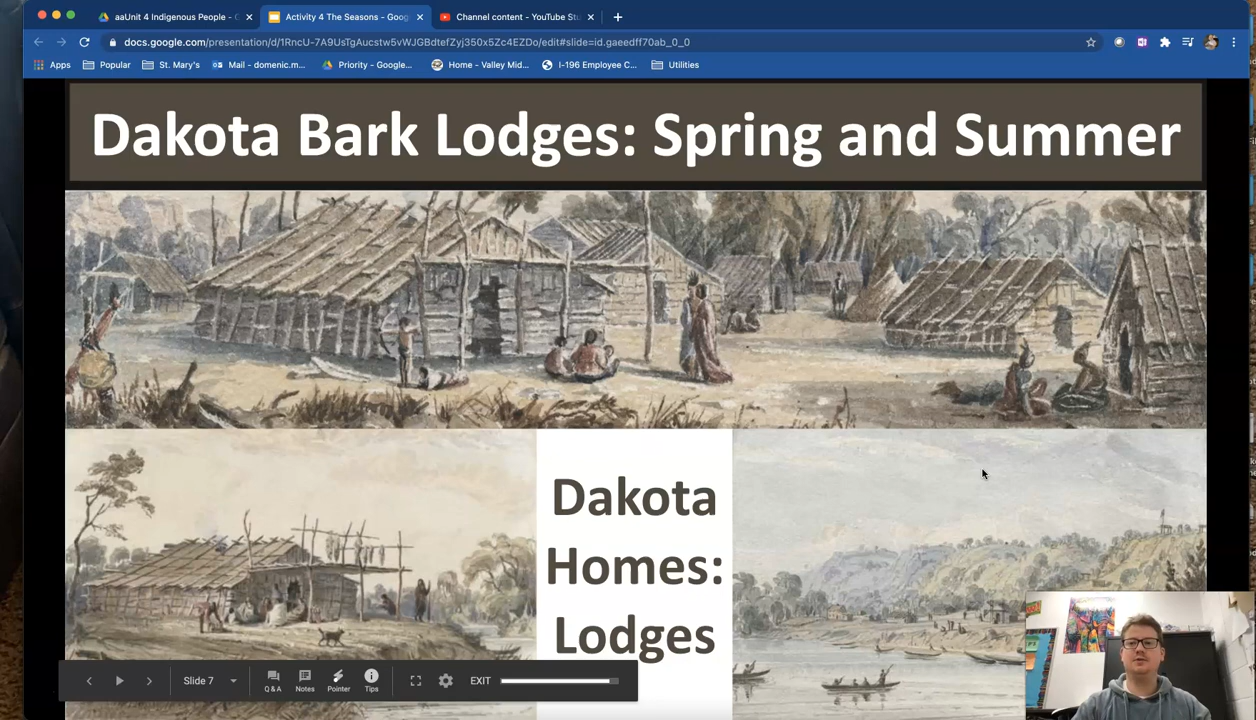 aaUnit 4 Indigenous People - G
Activity 4 The Seasons - Goog
Channel content - YouTube Stu
docs.google.com/presentation/d/1RncU-7A9UsTgAucstw5vWJGBdtefZyj350x5Zc4EZDo/edit#slide=id.gaeedff70ab_0_0
Apps
Popular
St. Mary's
Mail - domenic.m...
Priority - Google...
Home - Valley Mid...
I-196 Employee C...
Utilities
Dakota Bark Lodges: Spring and Summer
Dakota
Homes:
Lodges
Slide 7
Q & A
Notes
Pointer
Tips
EXIT